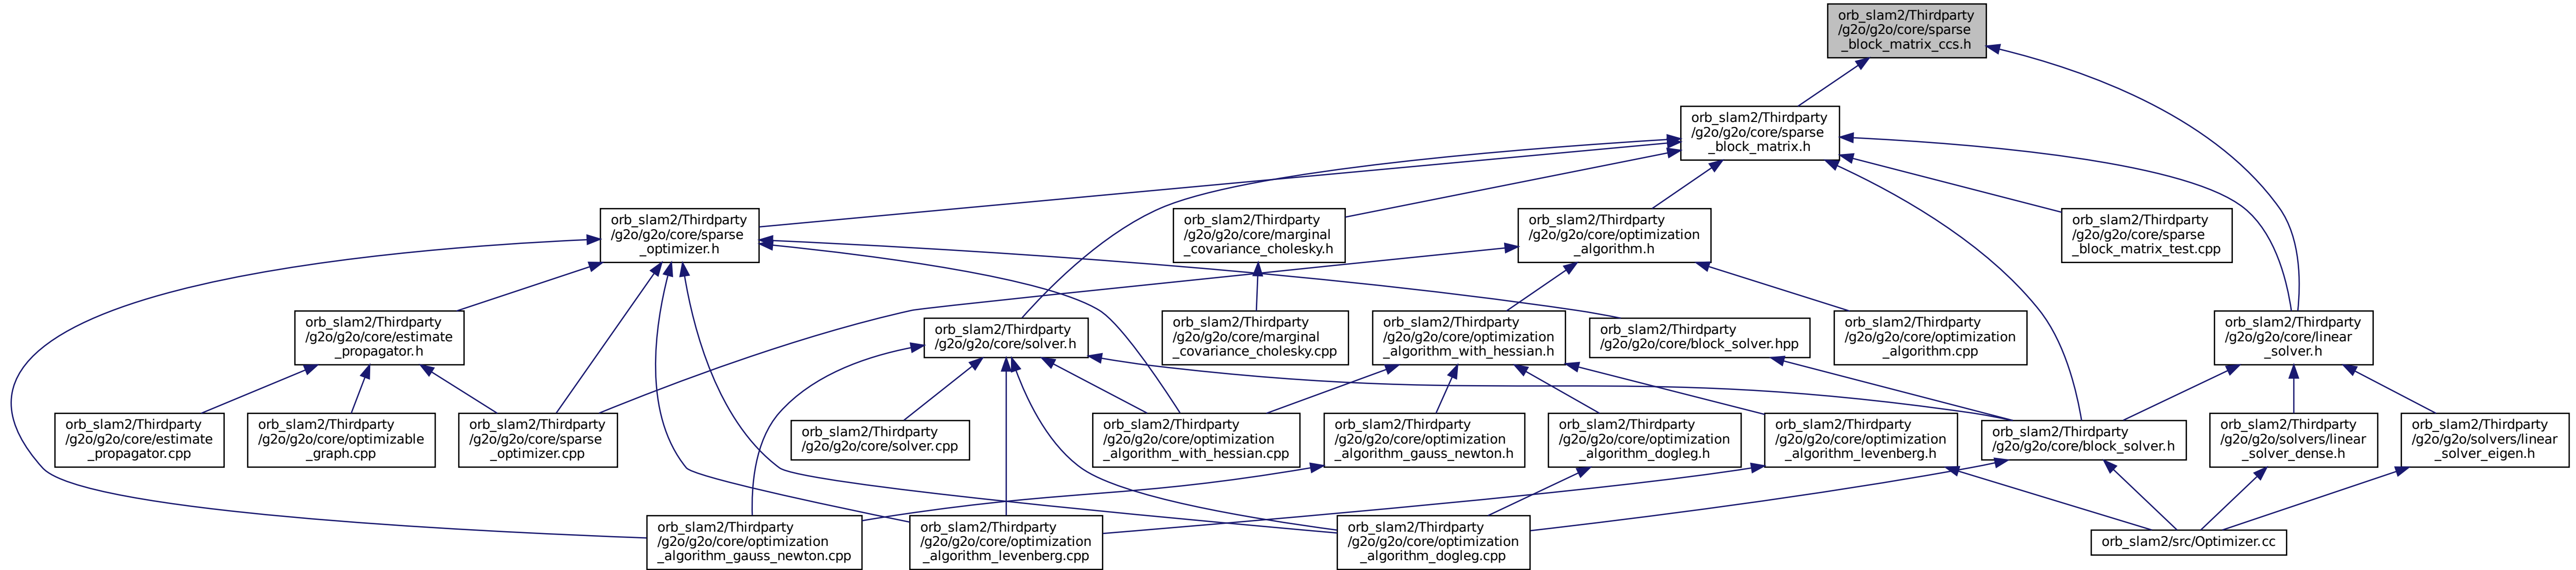 orb_slam2/Thirdparty
/g2o/g2o/core/sparse
_block_matrix_ccs.h
orb_slam2/Thirdparty
/g2o/g2o/core/sparse
_block_matrix.h
orb_slam2/Thirdparty
/g2o/g2o/core/sparse
_optimizer.h
orb_slam2/Thirdparty
/g2o/g2o/core/marginal
_covariance_cholesky.h
orb_slam2/Thirdparty
/g2o/g2o/core/optimization
_algorithm.h
orb_slam2/Thirdparty
/g2o/g2o/core/sparse
_block_matrix_test.cpp
orb_slam2/Thirdparty
/g2o/g2o/core/estimate
_propagator.h
orb_slam2/Thirdparty
/g2o/g2o/core/solver.h
orb_slam2/Thirdparty
/g2o/g2o/core/marginal
_covariance_cholesky.cpp
orb_slam2/Thirdparty
/g2o/g2o/core/optimization
_algorithm_with_hessian.h
orb_slam2/Thirdparty
/g2o/g2o/core/block_solver.hpp
orb_slam2/Thirdparty
/g2o/g2o/core/optimization
_algorithm.cpp
orb_slam2/Thirdparty
/g2o/g2o/core/linear
_solver.h
orb_slam2/Thirdparty
/g2o/g2o/core/estimate
_propagator.cpp
orb_slam2/Thirdparty
/g2o/g2o/core/optimizable
_graph.cpp
orb_slam2/Thirdparty
/g2o/g2o/core/sparse
_optimizer.cpp
orb_slam2/Thirdparty
/g2o/g2o/core/solver.cpp
orb_slam2/Thirdparty
/g2o/g2o/core/optimization
_algorithm_with_hessian.cpp
orb_slam2/Thirdparty
/g2o/g2o/core/optimization
_algorithm_gauss_newton.h
orb_slam2/Thirdparty
/g2o/g2o/core/optimization
_algorithm_dogleg.h
orb_slam2/Thirdparty
/g2o/g2o/core/optimization
_algorithm_levenberg.h
orb_slam2/Thirdparty
/g2o/g2o/core/block_solver.h
orb_slam2/Thirdparty
/g2o/g2o/solvers/linear
_solver_dense.h
orb_slam2/Thirdparty
/g2o/g2o/solvers/linear
_solver_eigen.h
orb_slam2/Thirdparty
/g2o/g2o/core/optimization
_algorithm_gauss_newton.cpp
orb_slam2/Thirdparty
/g2o/g2o/core/optimization
_algorithm_levenberg.cpp
orb_slam2/Thirdparty
/g2o/g2o/core/optimization
_algorithm_dogleg.cpp
orb_slam2/src/Optimizer.cc